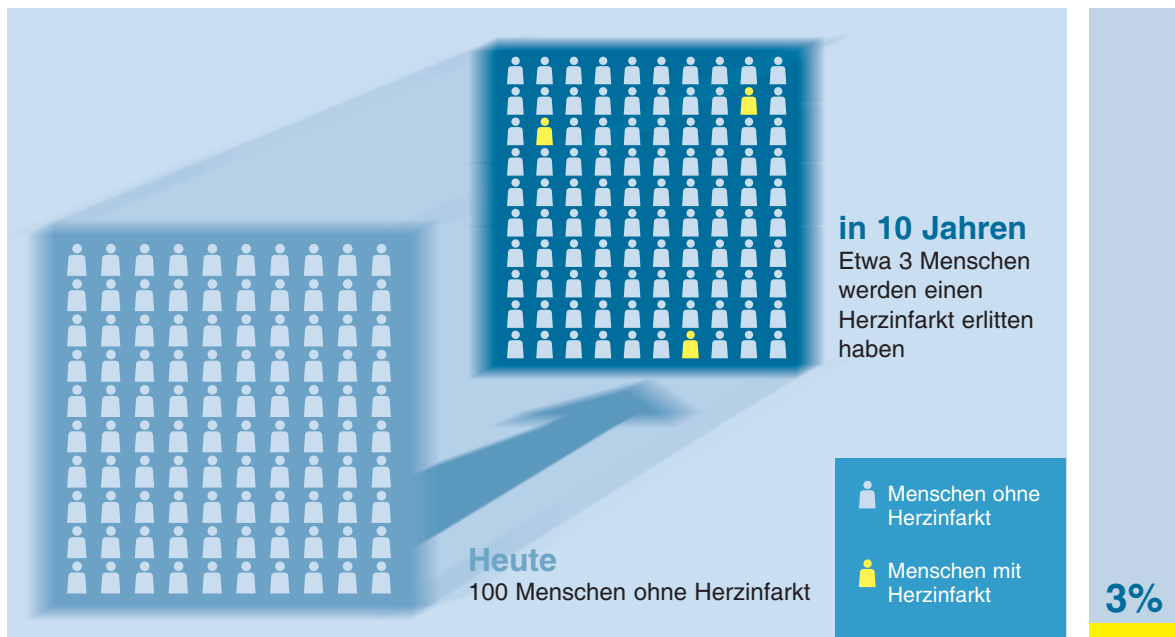 in 10 Jahren
Etwa 3 Menschen
werden einen
Herzinfarkt erlitten
haben
Heute
100 Menschen ohne Herzinfarkt
Menschen ohne
Herzinfarkt
Menschen mit
Herzinfarkt
3%